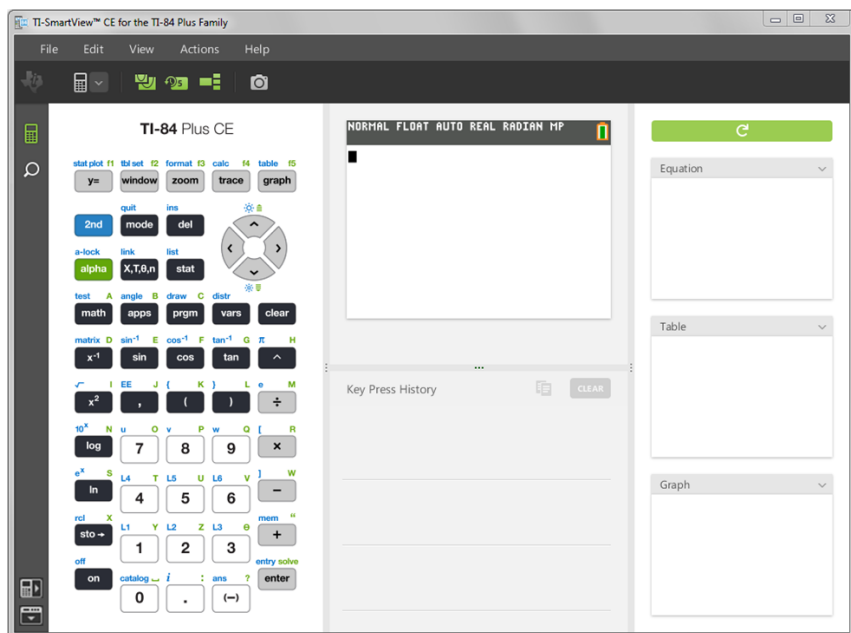 TI-SmartView™ CE for the TI-84 Plus Family
File Edit View Actions Help
TI-84 Plus CE
stat plot f1 tbl set f2 format f3 calc f4 table f5
y= window zoom trace graph
quit ins
2nd mode del
a-lock link list
alpha X,T,θ,n stat
test A angle B draw C distr
math apps prgm vars clear
matrix D sin-1 E cos-1 F tan-1 G π H
x-1 sin cos tan ^
√ I EE J { K } L e M
x² , ( ) ÷
10x N u O v P w Q [ R
log 7 8 9 ×
ex S L4 T L5 U L6 V ] W
ln 4 5 6 −
rcl X L1 Y L2 Z L3 θ mem "
sto→ 1 2 3 +
off catalog i : ans ? entry solve
on 0 . (−) enter
NORMAL FLOAT AUTO REAL RADIAN MP
Key Press History CLEAR
Equation
Table
Graph